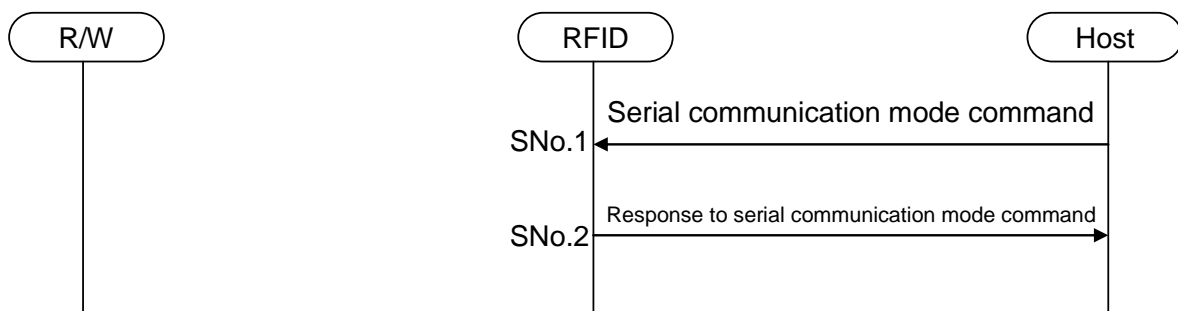 R/W
RFID
Host
Serial communication mode command
SNo.1
Response to serial communication mode command
SNo.2